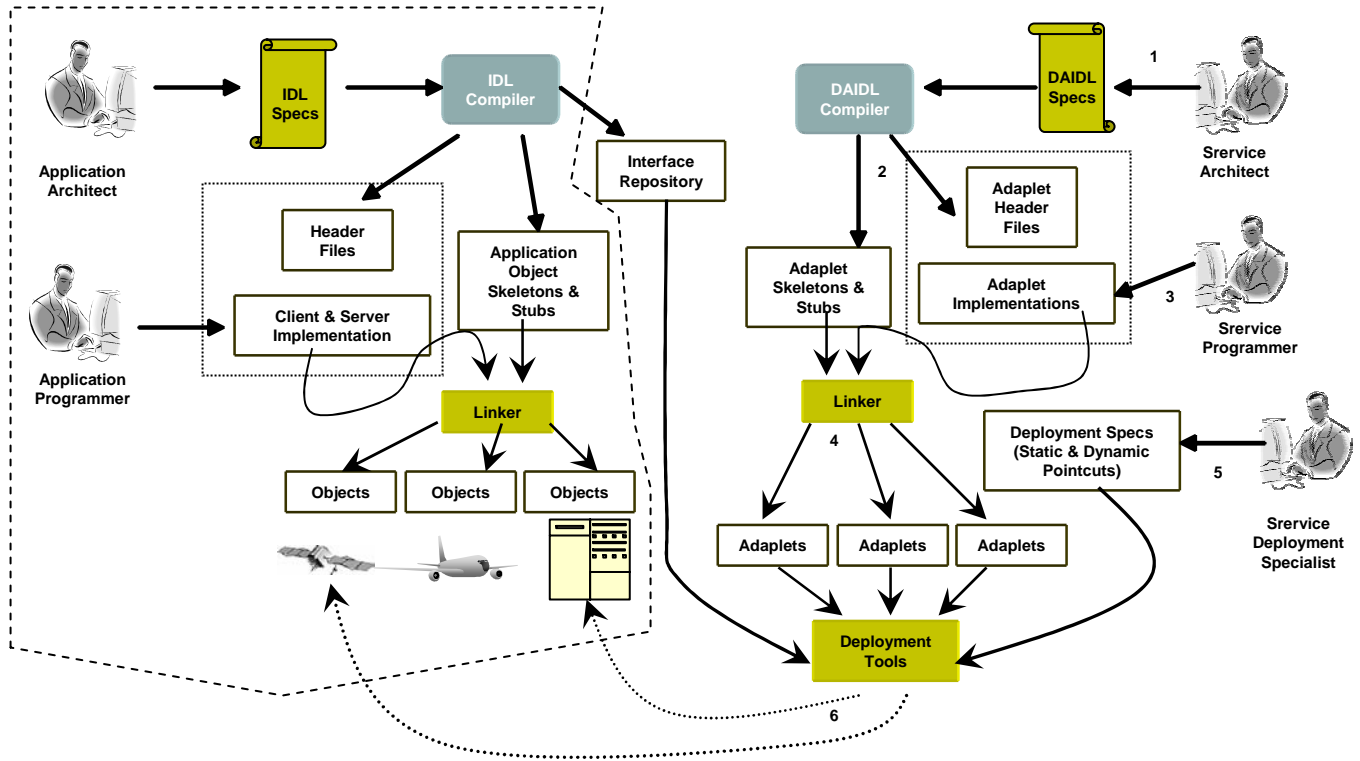 IDL
Specs
IDL
Compiler
DAIDL
Compiler
DAIDL
Specs
1
Application
Architect
Interface
Repository
2
Adaplet
Header
Files
Srervice
Architect
Header
Files
Application
Object
Skeletons &
Stubs
Adaplet
Skeletons &
Stubs
Adaplet
Implementations
3
Srervice
Programmer
Client & Server
Implementation
Application
Programmer
Linker
Linker
4
Deployment Specs
(Static & Dynamic
Pointcuts)
5
Srervice
Deployment
Specialist
Objects
Objects
Objects
Adaplets
Adaplets
Adaplets
Deployment
Tools
6